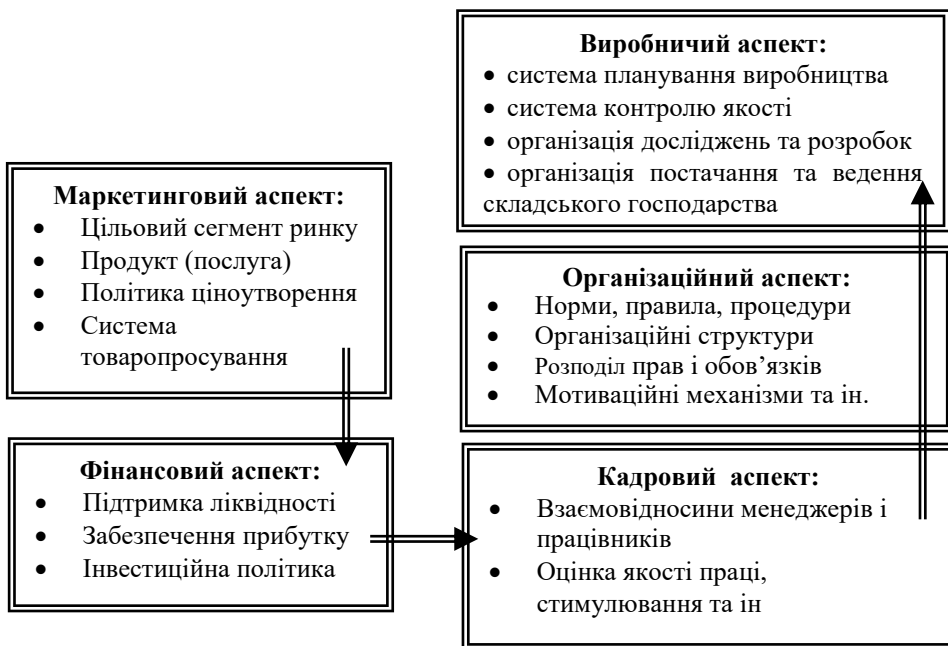 Виробничий аспект:
• система планування виробництва
• система контролю якості
• організація досліджень та розробок
• організація постачання та ведення
складського господарства
Маркетинговий аспект:
• Цільовий сегмент ринку
• Продукт (послуга)
• Політика ціноутворення
• Система
товаропросування
Організаційний аспект:
• Норми, правила, процедури
• Організаційні структури
• Розподіл прав і обов’язків
• Мотиваційні механізми та ін.
Фінансовий аспект:
• Підтримка ліквідності
• Забезпечення прибутку
• Інвестиційна політика
Кадровий аспект:
• Взаємовідносини менеджерів і
працівників
• Оцінка якості праці,
стимулювання та ін